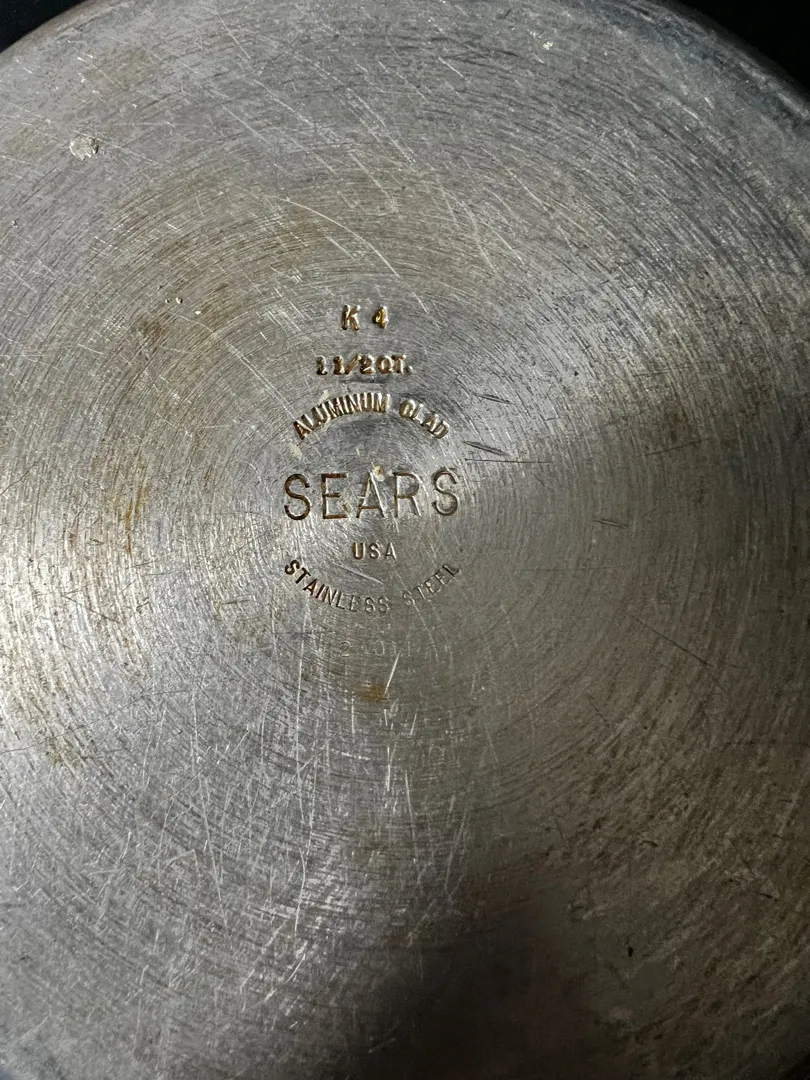 K 4
1 1/2 QT.
ALUMINUM CLAD
SEARS
USA
STAINLESS STEEL